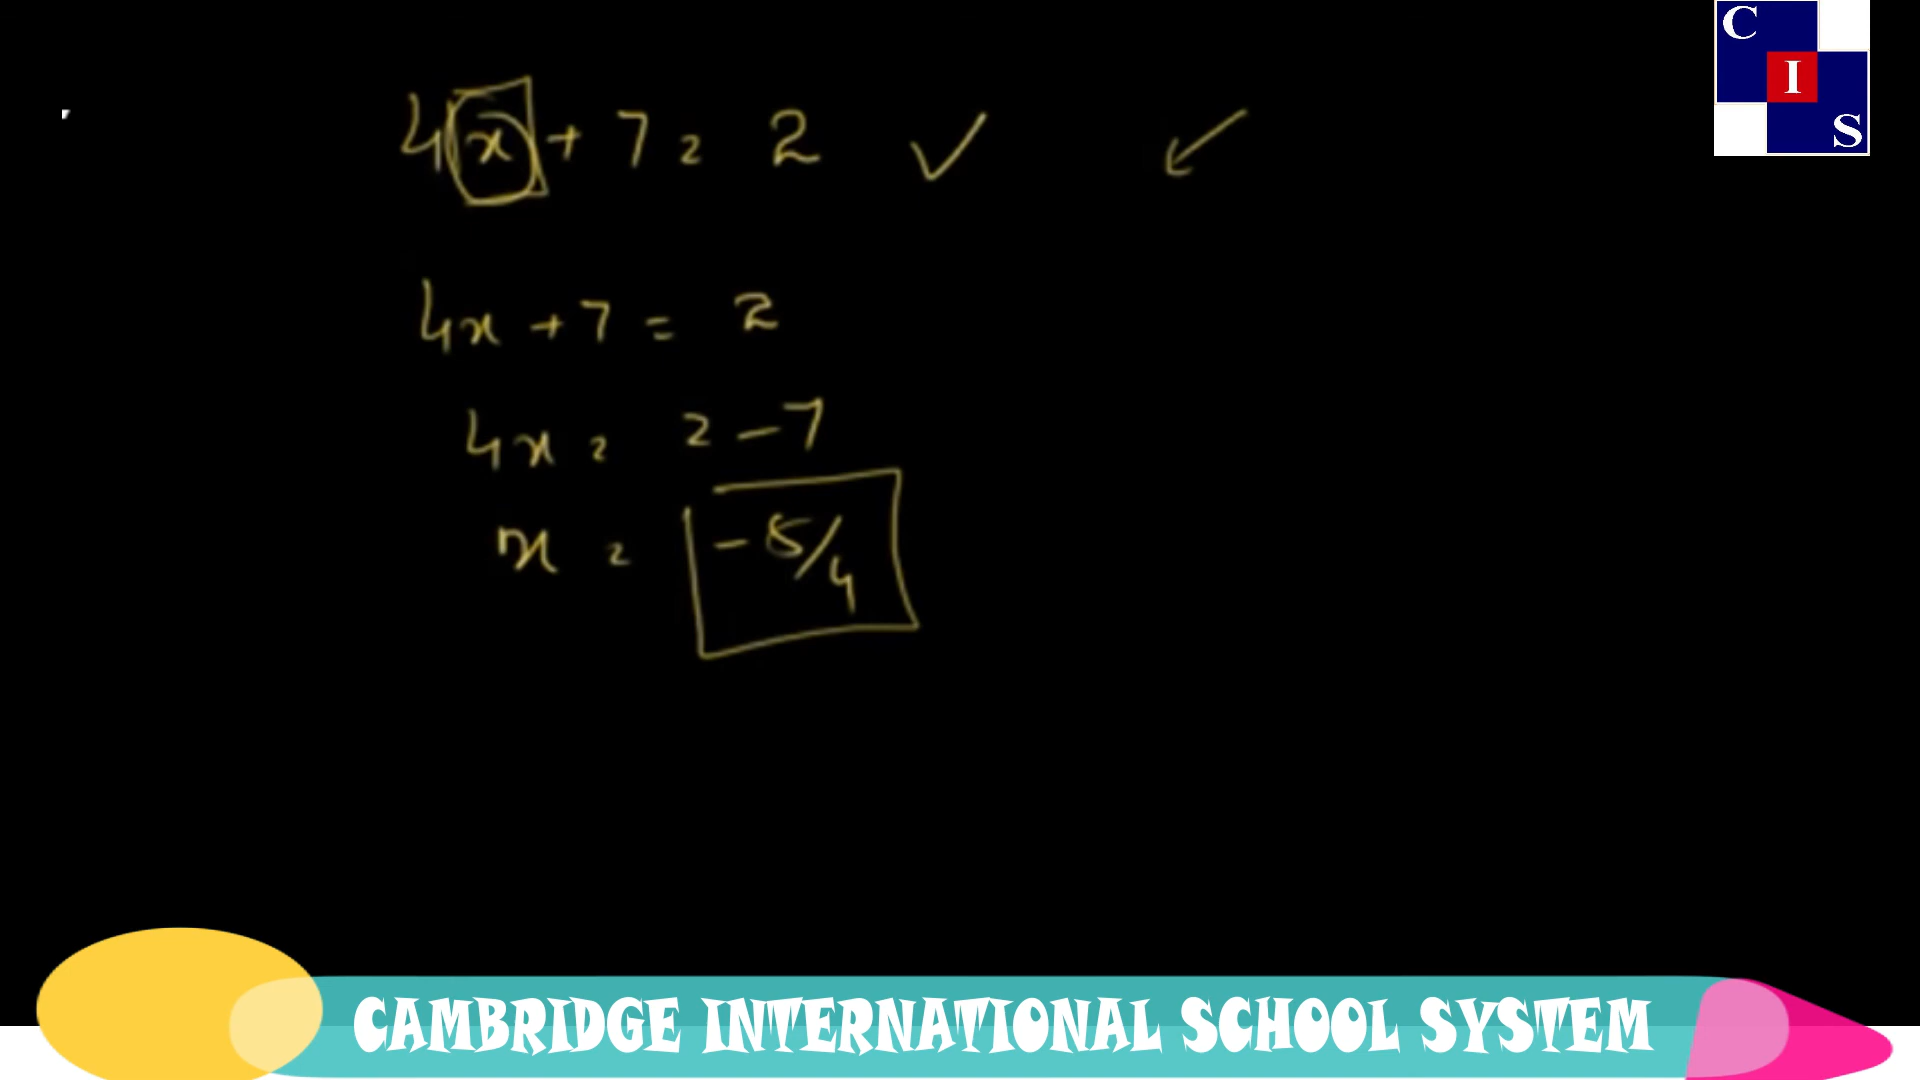 C
I
S
4x + 7 = 2 ✓
4x + 7 = 2
4x = 2 - 7
x = -5/4
CAMBRIDGE INTERNATIONAL SCHOOL SYSTEM